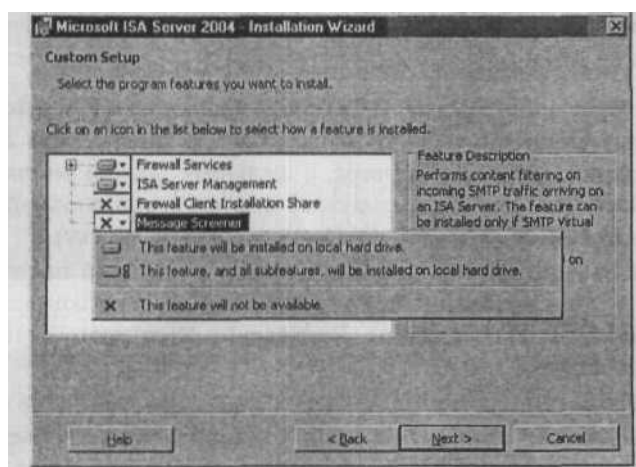 Microsoft ISA Server 2004 - Installation Wizard
Custom Setup
Select the program features you want to install.
Click on an icon in the list below to select how a feature is installed.
Firewall Services
ISA Server Management
Firewall Client Installation Share
Message Screener
This feature will be installed on local hard drive.
This feature, and all subfeatures, will be installed on local hard drive.
This feature will not be available.
Feature Description
Performs content filtering on
incoming SMTP traffic arriving on
an ISA Server. The feature can
be installed only if SMTP Virtual
on
Help
< Back
Next >
Cancel